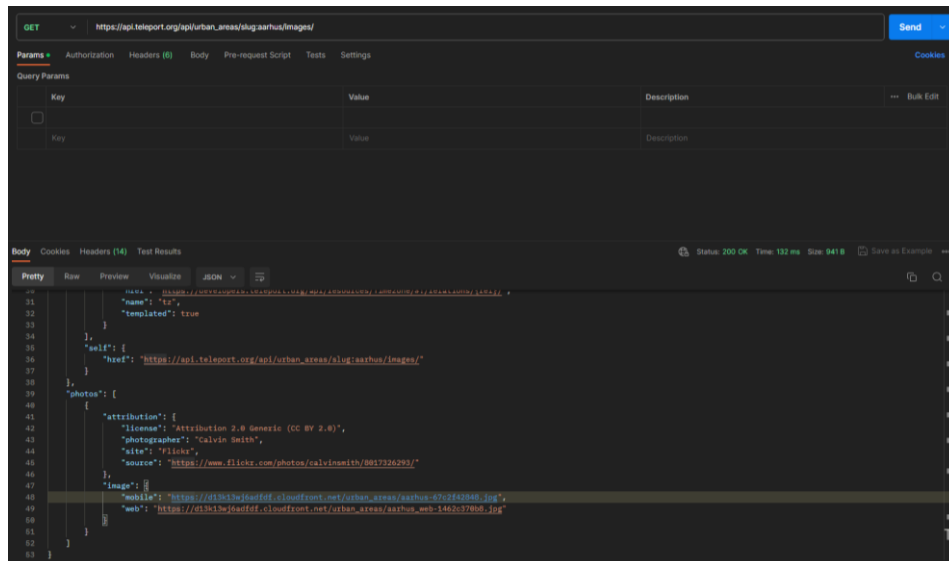 GET https://api.teleport.org/api/urban_areas/slug:aarhus/images/ Send
Params Authorization Headers (6) Body Pre-request Script Tests Settings Cookies
Query Params
Key Value Description ••• Bulk Edit
Key Value Description
Body Cookies Headers (14) Test Results Status: 200 OK Time: 132 ms Size: 941 B Save as Example •••
Pretty Raw Preview Visualize JSON
31 "name": "tz",
32 "templated": true
33 }
34 ],
35 "self": {
36 "href": "https://api.teleport.org/api/urban_areas/slug:aarhus/images/"
37 }
38 },
39 "photos": [
40 {
41 "attribution": {
42 "license": "Attribution 2.0 Generic (CC BY 2.0)",
43 "photographer": "Calvin Smith",
44 "site": "Flickr",
45 "source": "https://www.flickr.com/photos/calvinsmith/8017326293/"
46 },
47 "image": {
48 "mobile": "https://d13k13wj6adfdf.cloudfront.net/urban_areas/aarhus-67c2f42848.jpg",
49 "web": "https://d13k13wj6adfdf.cloudfront.net/urban_areas/aarhus_web-1462c370b8.jpg"
50 }
51 }
52 ]
53 }